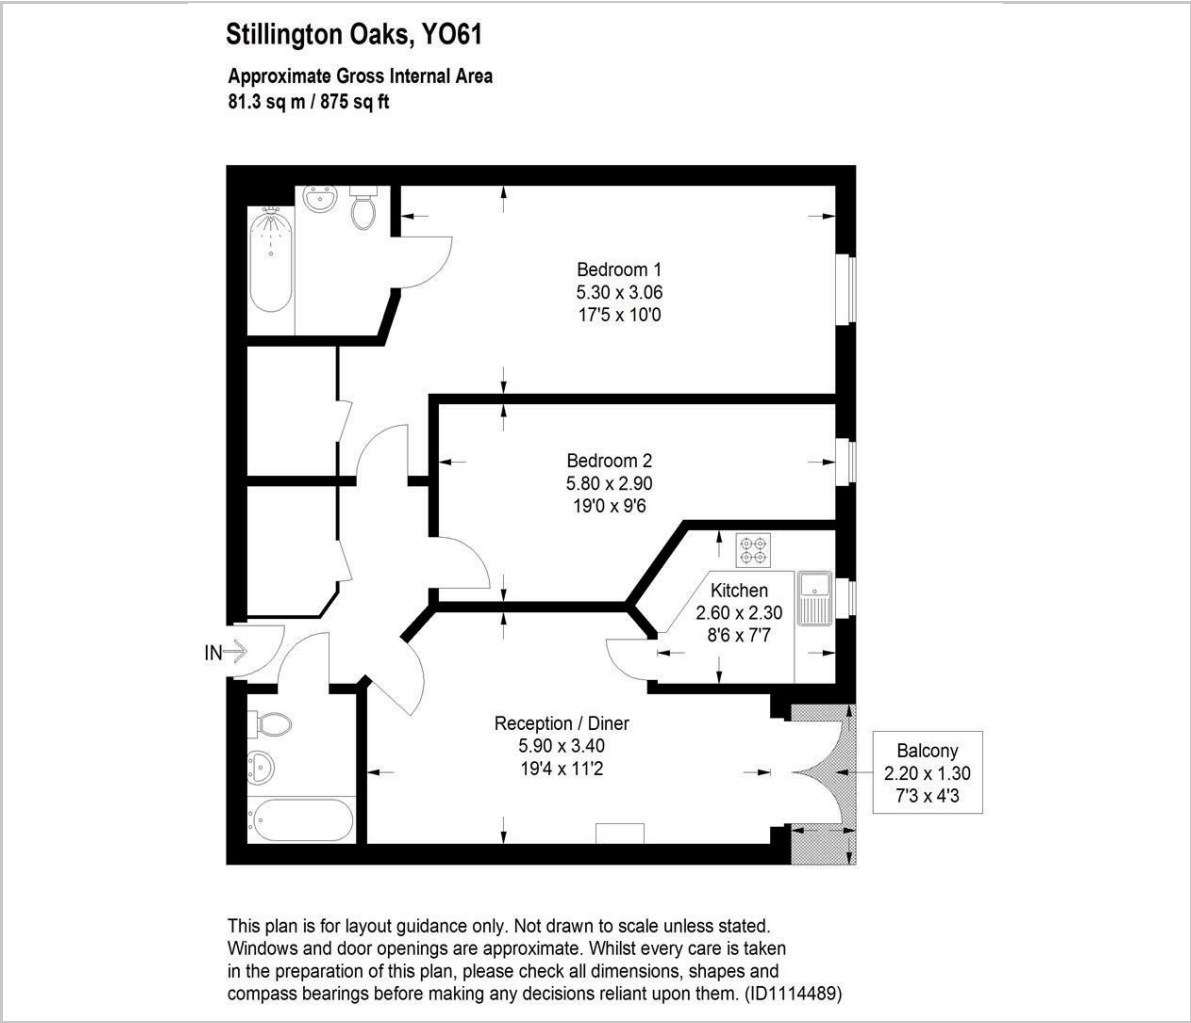 Stillington Oaks, YO61
Approximate Gross Internal Area
81.3 sq m / 875 sq ft
Bedroom 1
5.30 x 3.06
17'5 x 10'0
Bedroom 2
5.80 x 2.90
19'0 x 9'6
Kitchen
2.60 x 2.30
8'6 x 7'7
IN
Reception / Diner
5.90 x 3.40
19'4 x 11'2
Balcony
2.20 x 1.30
7'3 x 4'3
This plan is for layout guidance only. Not drawn to scale unless stated.
Windows and door openings are approximate. Whilst every care is taken
in the preparation of this plan, please check all dimensions, shapes and
compass bearings before making any decisions reliant upon them. (ID1114489)